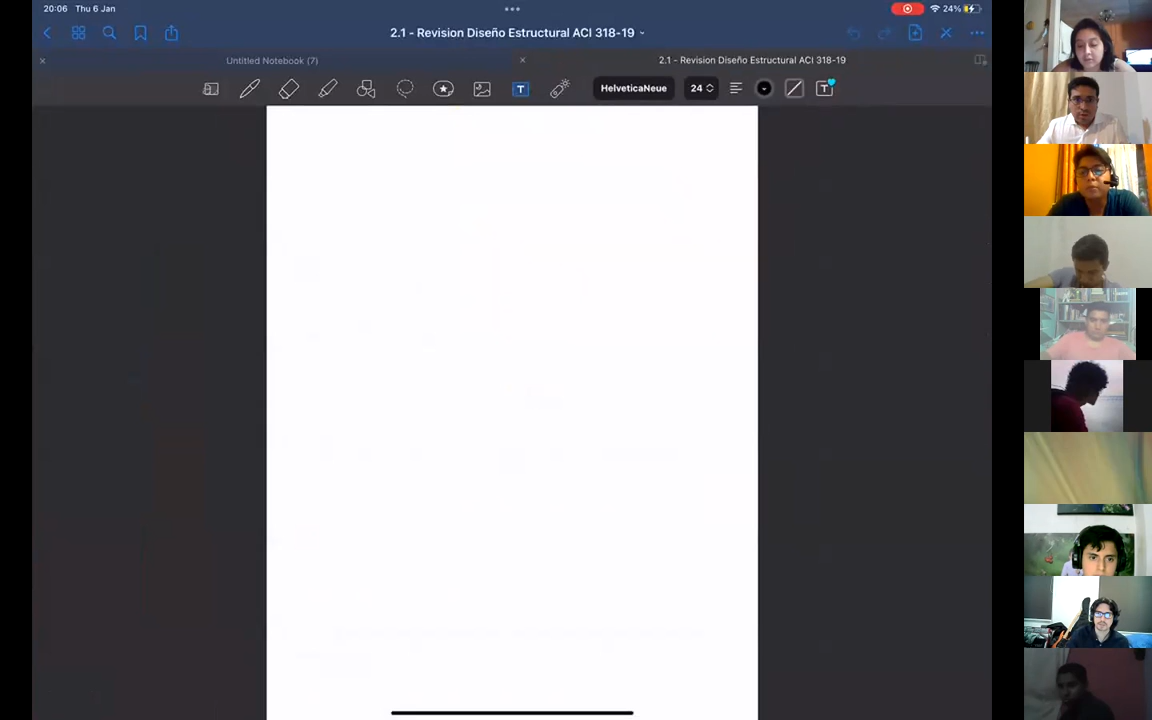 20:06 Thu 6 Jan
24%
2.1 - Revision Diseño Estructural ACI 318-19
Untitled Notebook (7)
2.1 - Revision Diseño Estructural ACI 318-19
T HelveticaNeue 24 T